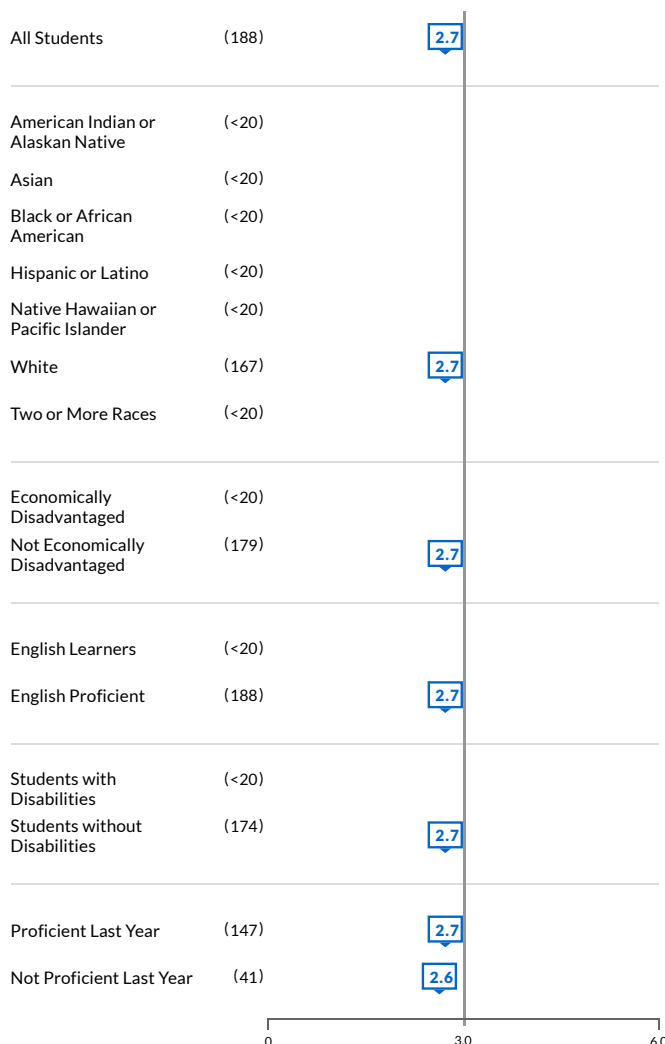 All Students (188) 2.7
American Indian or (<20)
Alaskan Native
Asian (<20)
Black or African (<20)
American
Hispanic or Latino (<20)
Native Hawaiian or (<20)
Pacific Islander
White (167) 2.7
Two or More Races (<20)
Economically (<20)
Disadvantaged
Not Economically (179) 2.7
Disadvantaged
English Learners (<20)
English Proficient (188) 2.7
Students with (<20)
Disabilities
Students without (174) 2.7
Disabilities
Proficient Last Year (147) 2.7
Not Proficient Last Year (41) 2.6
0 3.0 6.0